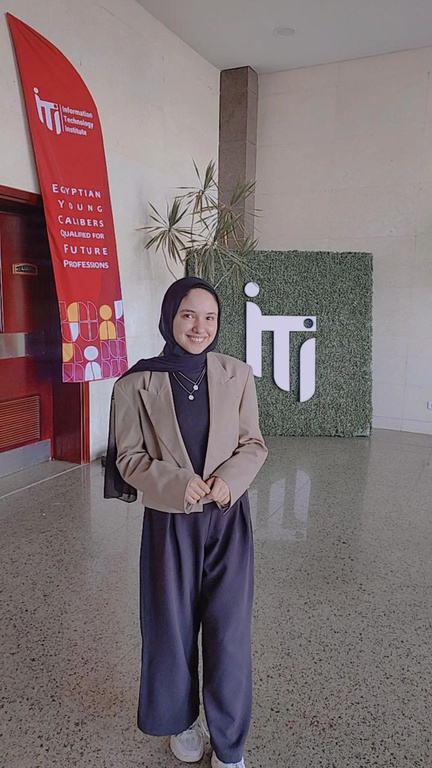 iTi Information
Technology
Institute
EGYPTIAN
YOUNG
CALIBERS
QUALIFIED FOR
FUTURE
PROFESSIONS
iTi